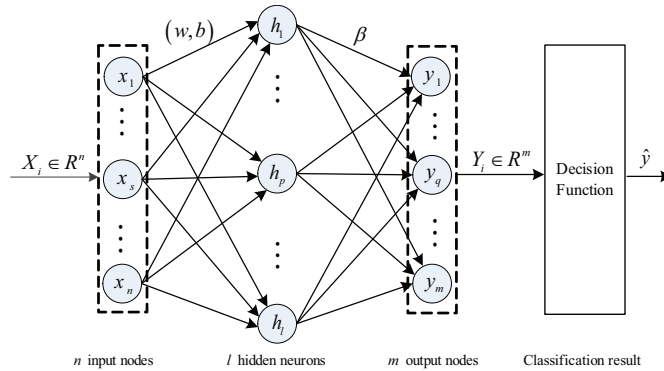 (w, b)
h₁
β
x₁
y₁
Xᵢ ∈ Rⁿ
xₛ
hₚ
y_q
Yᵢ ∈ Rᵐ
Decision
Function
ŷ
xₙ
yₘ
hₗ
n input nodes
l hidden neurons
m output nodes
Classification result